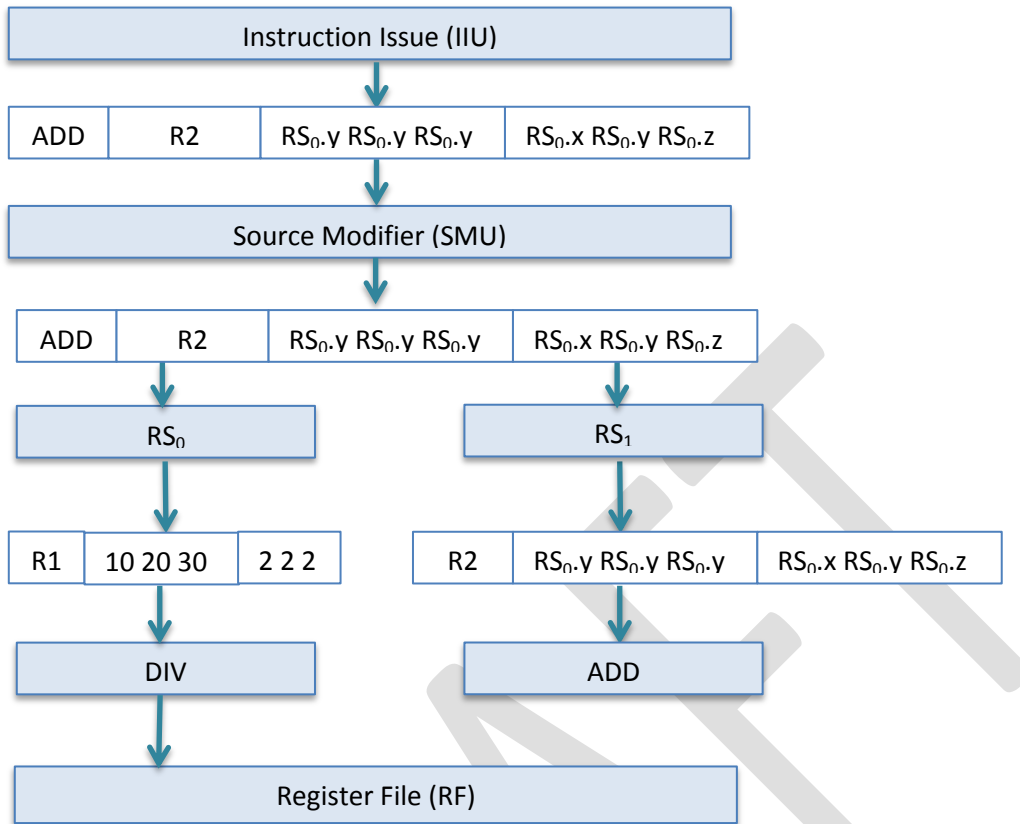 Instruction Issue (IIU)
ADD R2 RS₀.y RS₀.y RS₀.y RS₀.x RS₀.y RS₀.z
Source Modifier (SMU)
ADD R2 RS₀.y RS₀.y RS₀.y RS₀.x RS₀.y RS₀.z
RS₀ RS₁
R1 10 20 30 2 2 2 R2 RS₀.y RS₀.y RS₀.y RS₀.x RS₀.y RS₀.z
DIV ADD
Register File (RF)